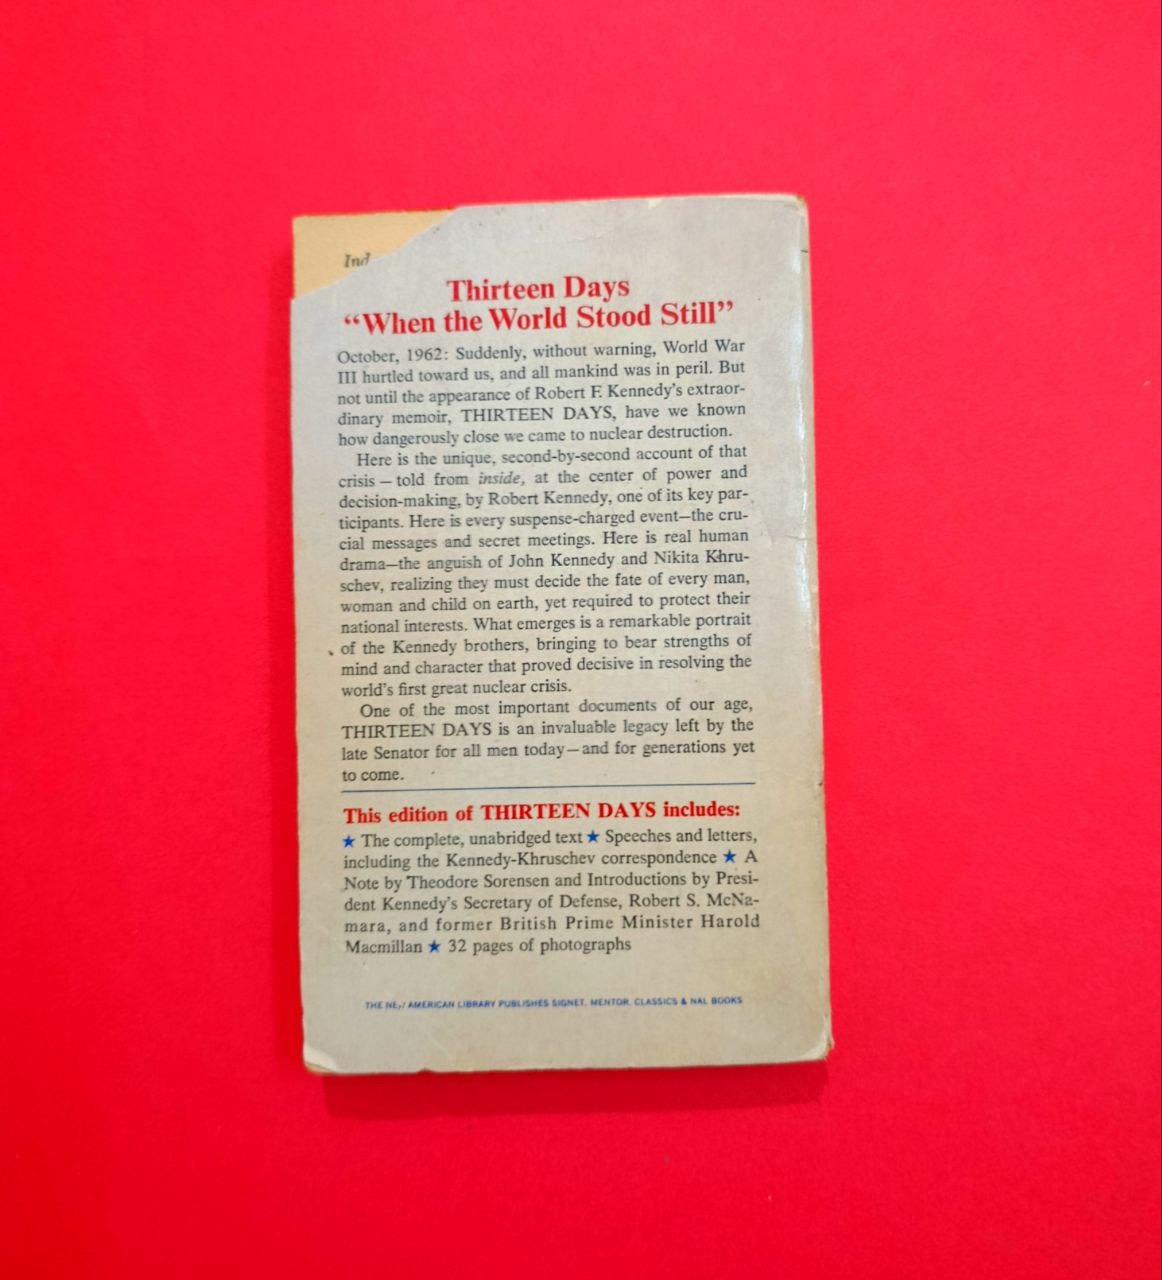 Ind
Thirteen Days
“When the World Stood Still”
October, 1962: Suddenly, without warning, World War
III hurtled toward us, and all mankind was in peril. But
not until the appearance of Robert F. Kennedy’s extraor-
dinary memoir, THIRTEEN DAYS, have we known
how dangerously close we came to nuclear destruction.
Here is the unique, second-by-second account of that
crisis — told from inside, at the center of power and
decision-making, by Robert Kennedy, one of its key par-
ticipants. Here is every suspense-charged event—the cru-
cial messages and secret meetings. Here is real human
drama—the anguish of John Kennedy and Nikita Khru-
schev, realizing they must decide the fate of every man,
woman and child on earth, yet required to protect their
national interests. What emerges is a remarkable portrait
of the Kennedy brothers, bringing to bear strengths of
mind and character that proved decisive in resolving the
world’s first great nuclear crisis.
One of the most important documents of our age,
THIRTEEN DAYS is an invaluable legacy left by the
late Senator for all men today—and for generations yet
to come.
This edition of THIRTEEN DAYS includes:
★ The complete, unabridged text ★ Speeches and letters,
including the Kennedy-Khruschev correspondence ★ A
Note by Theodore Sorensen and Introductions by Presi-
dent Kennedy’s Secretary of Defense, Robert S. McNa-
mara, and former British Prime Minister Harold
Macmillan ★ 32 pages of photographs
THE NEW AMERICAN LIBRARY PUBLISHES SIGNET, MENTOR, CLASSICS & NAL BOOKS